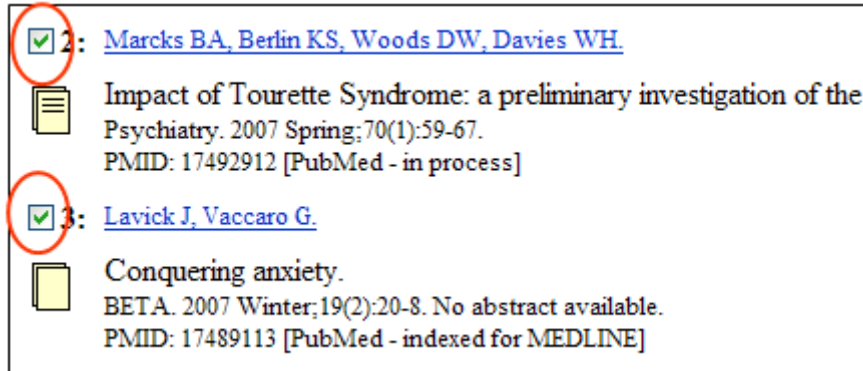 2: Marcks BA, Berlin KS, Woods DW, Davies WH.
Impact of Tourette Syndrome: a preliminary investigation of the
Psychiatry. 2007 Spring;70(1):59-67.
PMID: 17492912 [PubMed - in process]
3: Lavick J, Vaccaro G.
Conquering anxiety.
BETA. 2007 Winter;19(2):20-8. No abstract available.
PMID: 17489113 [PubMed - indexed for MEDLINE]